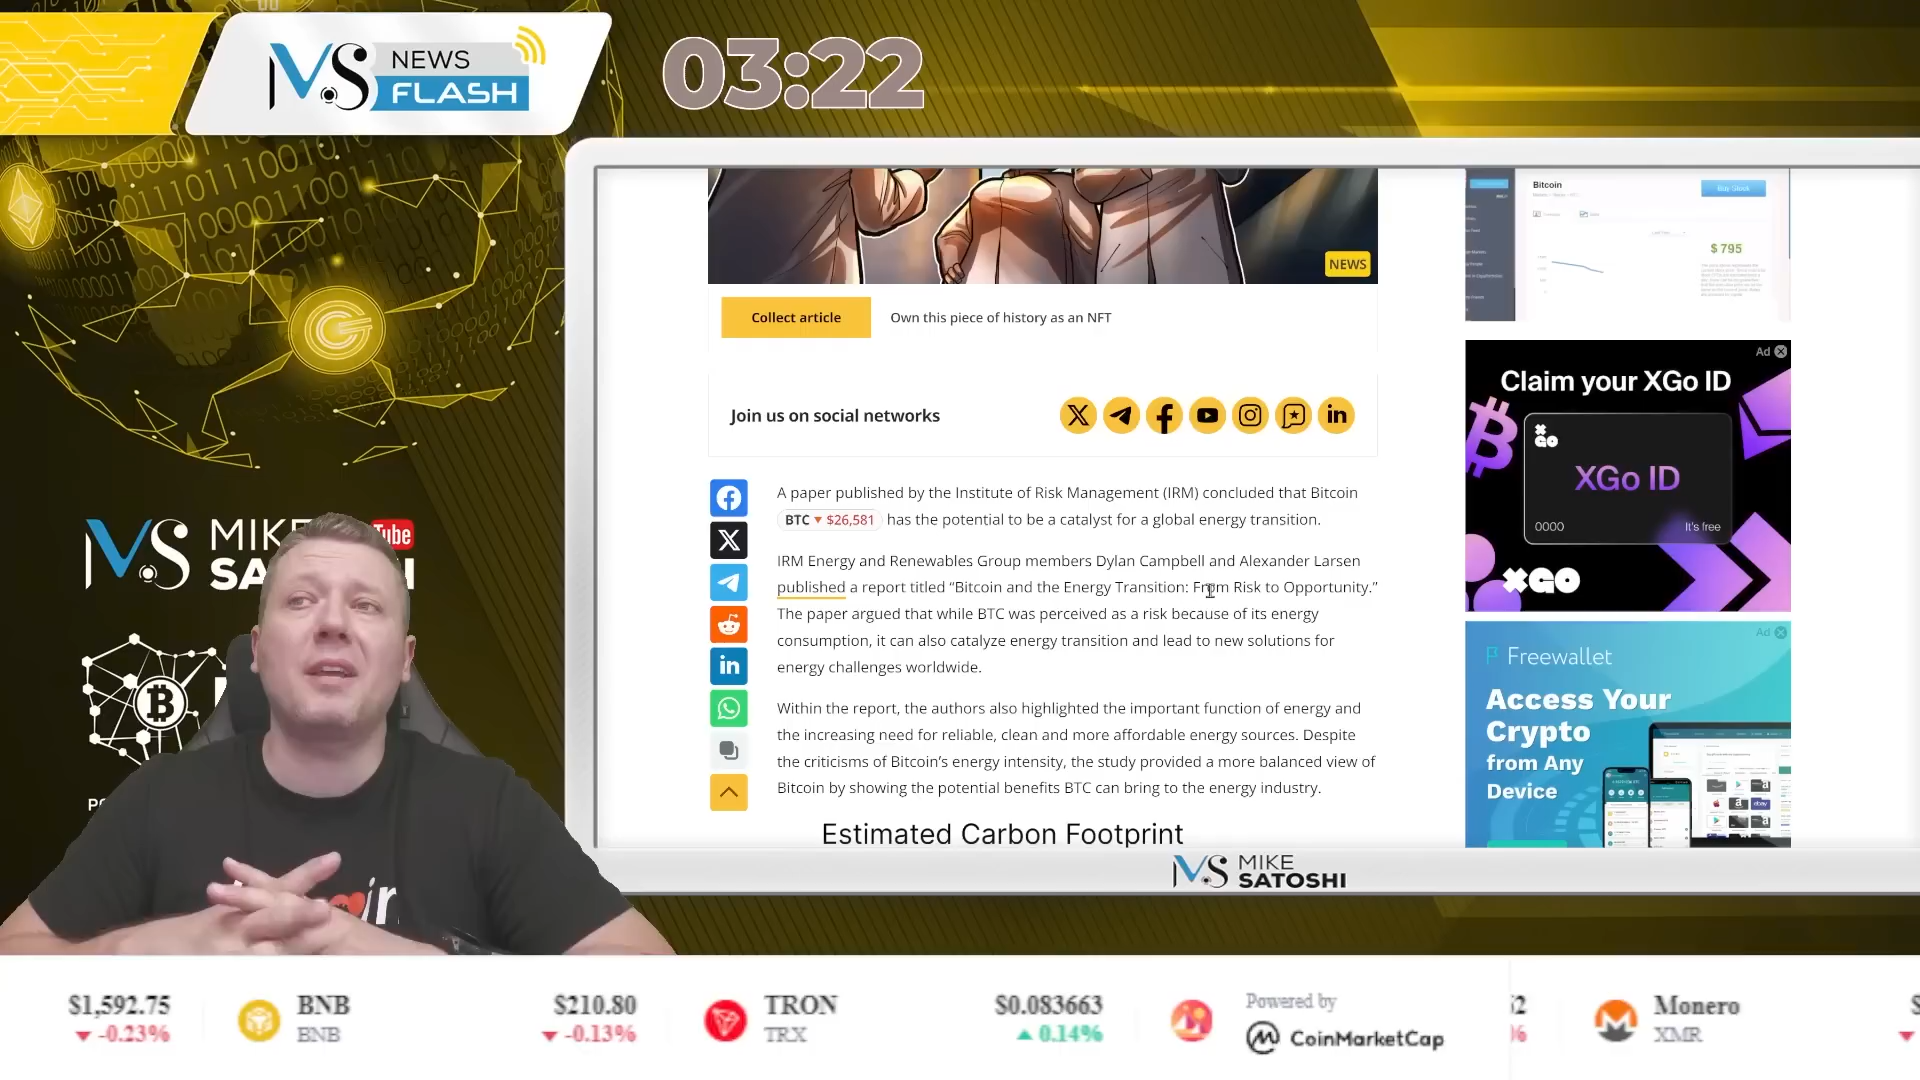 MS NEWS FLASH
03:22
Bitcoin
Buy Stock
$ 795
NEWS
Collect article
Own this piece of history as an NFT
Ad
Claim your XGo ID
XGO
XGo ID
0000
It's free
XGO
Join us on social networks
A paper published by the Institute of Risk Management (IRM) concluded that Bitcoin
BTC ▼ $26,581 has the potential to be a catalyst for a global energy transition.
IRM Energy and Renewables Group members Dylan Campbell and Alexander Larsen
published a report titled “Bitcoin and the Energy Transition: From Risk to Opportunity.”
The paper argued that while BTC was perceived as a risk because of its energy
consumption, it can also catalyze energy transition and lead to new solutions for
energy challenges worldwide.
Within the report, the authors also highlighted the important function of energy and
the increasing need for reliable, clean and more affordable energy sources. Despite
the criticisms of Bitcoin’s energy intensity, the study provided a more balanced view of
Bitcoin by showing the potential benefits BTC can bring to the energy industry.
Estimated Carbon Footprint
Ad
Freewallet
Access Your
Crypto
from Any
Device
MS MIKE
SATOSHI
$1,592.75
▼ -0.23%
BNB
BNB
$210.80
▼ -0.13%
TRON
TRX
$0.083663
▲ 0.14%
Powered by
CoinMarketCap
Monero
XMR